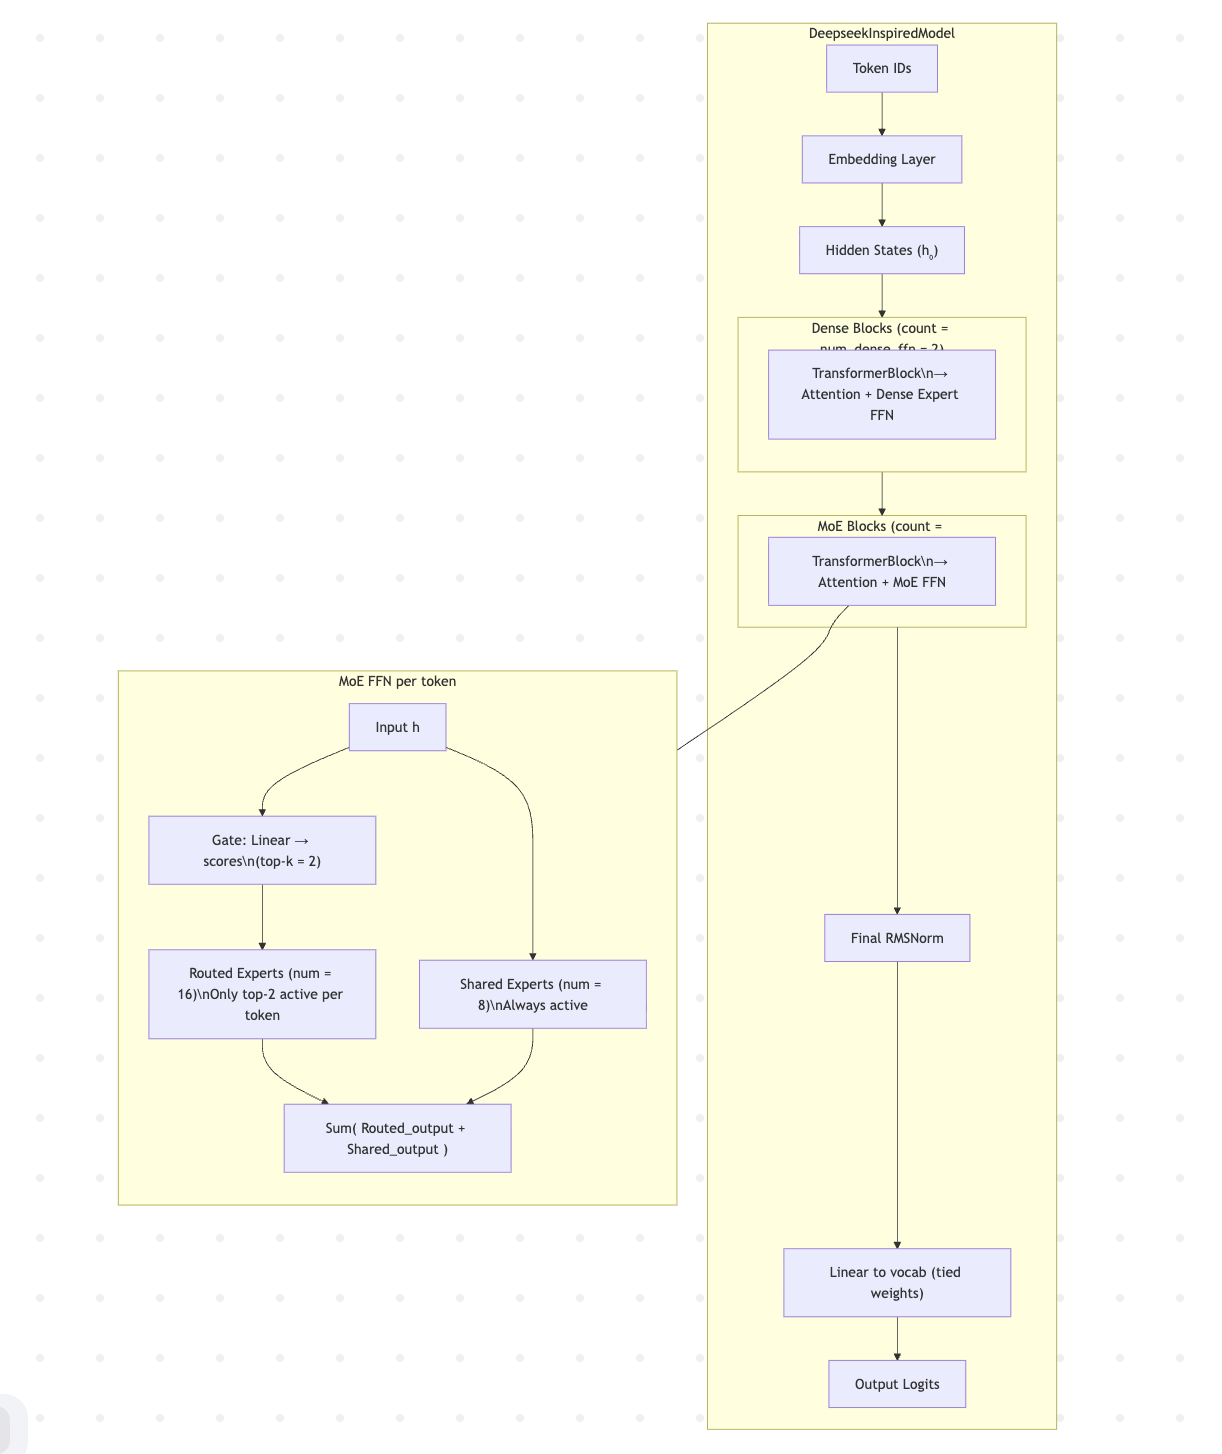 DeepseekInspiredModel
Token IDs
Embedding Layer
Hidden States (h₀)
Dense Blocks (count =
num_dense_ffn = 2)
TransformerBlock\n→
Attention + Dense Expert
FFN
MoE Blocks (count =
TransformerBlock\n→
Attention + MoE FFN
MoE FFN per token
Input h
Gate: Linear →
scores\n(top-k = 2)
Routed Experts (num =
16)\nOnly top-2 active per
token
Shared Experts (num =
8)\nAlways active
Sum( Routed_output +
Shared_output )
Final RMSNorm
Linear to vocab (tied
weights)
Output Logits